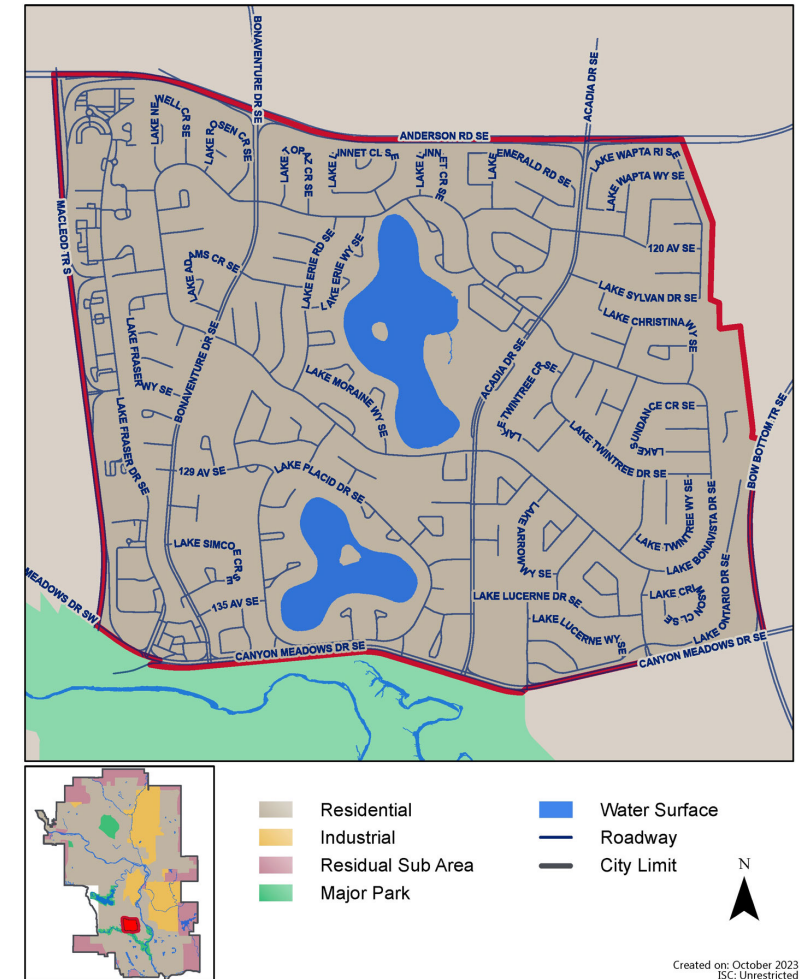 BONAVENTURE DR SE
ACADIA DR SE
ANDERSON RD SE
LAKE NEWELL CR SE
LAKE ROSEN CR SE
LAKE TOPAZ CR SE
LAKE LINNET CL SE
LAKE LINNET CR SE
LAKE EMERALD RD SE
LAKE WAPTA RI SE
LAKE WAPTA WY SE
MACLEOD TR S
120 AV SE
LAKE ADAMS CR SE
LAKE ERIE RD SE
LAKE ERIE WY SE
LAKE SYLVAN DR SE
LAKE CHRISTINA WY SE
LAKE FRASER WY SE
BONAVENTURE DR SE
LAKE MORAINE WY SE
ACADIA DR SE
LAKE TWINTREE CR SE
LAKE SUNDANCE CR SE
LAKE FRASER DR SE
LAKE TWINTREE DR SE
BOW BOTTOM TR SE
129 AV SE
LAKE PLACID DR SE
LAKE ARROW WY SE
LAKE TWINTREE WY SE
LAKE BONAVISTA DR SE
LAKE SIMCOE CR SE
MEADOWS DR SW
135 AV SE
LAKE LUCERNE DR SE
LAKE CRIMSON CL SE
LAKE ONTARIO DR SE
LAKE LUCERNE WY SE
CANYON MEADOWS DR SE
CANYON MEADOWS DR SE
Residential
Industrial
Residual Sub Area
Major Park
Water Surface
Roadway
City Limit
N
Created on: October 2023
ISC: Unrestricted